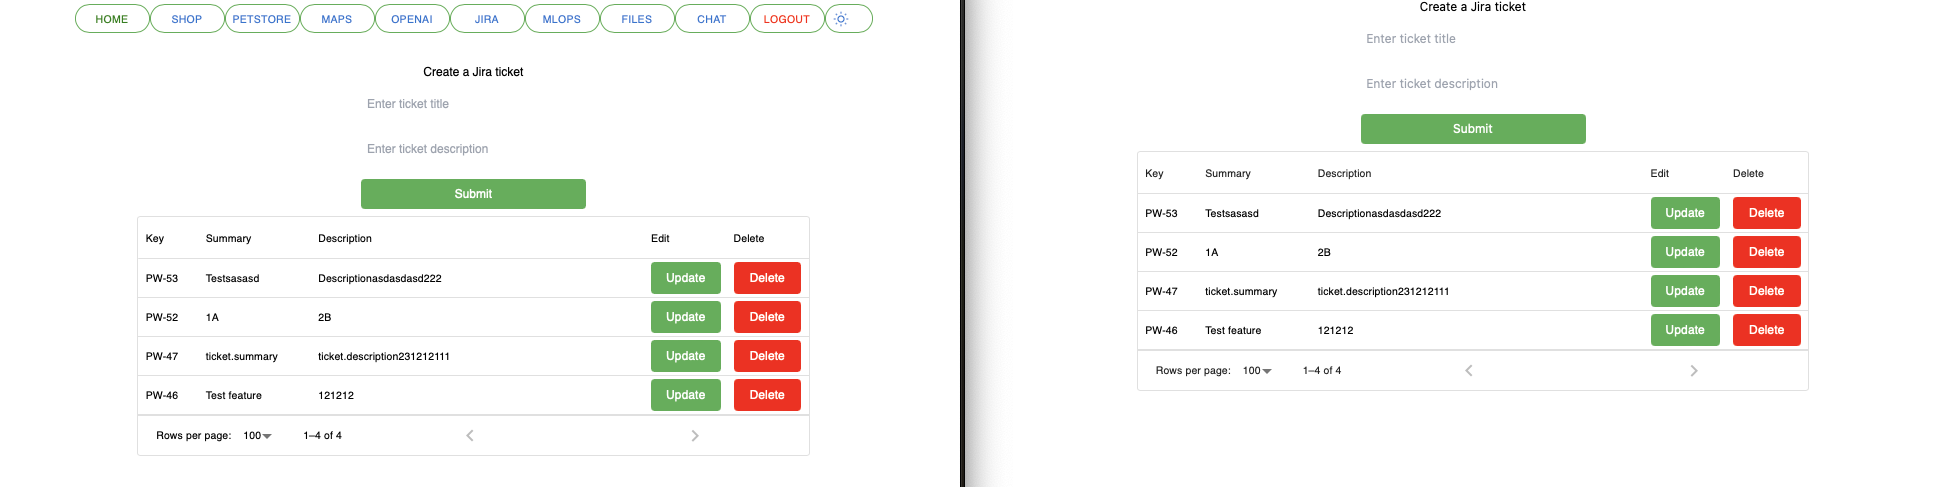 HOME SHOP PETSTORE MAPS OPENAI JIRA MLOPS FILES CHAT LOGOUT
Create a Jira ticket
Enter ticket title
Enter ticket description
Submit
Key Summary Description Edit Delete
PW-53 Testsasasd Descriptionasdasdasd222 Update Delete
PW-52 1A 2B Update Delete
PW-47 ticket.summary ticket.description231212111 Update Delete
PW-46 Test feature 121212 Update Delete
Rows per page: 100 1–4 of 4
Create a Jira ticket
Enter ticket title
Enter ticket description
Submit
Key Summary Description Edit Delete
PW-53 Testsasasd Descriptionasdasdasd222 Update Delete
PW-52 1A 2B Update Delete
PW-47 ticket.summary ticket.description231212111 Update Delete
PW-46 Test feature 121212 Update Delete
Rows per page: 100 1–4 of 4